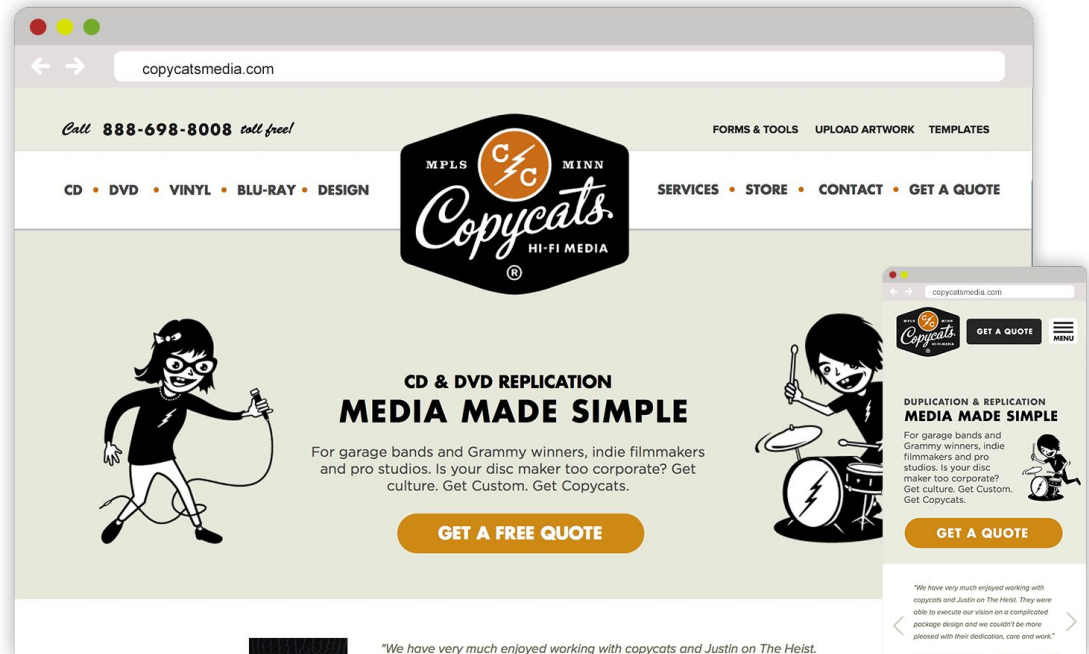 copycatsmedia.com
Call 888-698-8008 toll free!
FORMS & TOOLS UPLOAD ARTWORK TEMPLATES
CD • DVD • VINYL • BLU-RAY • DESIGN
MPLS C C MINN
Copycats
HI-FI MEDIA
®
SERVICES • STORE • CONTACT • GET A QUOTE
CD & DVD REPLICATION
MEDIA MADE SIMPLE
For garage bands and Grammy winners, indie filmmakers
and pro studios. Is your disc maker too corporate? Get
culture. Get Custom. Get Copycats.
GET A FREE QUOTE
"We have very much enjoyed working with copycats and Justin on The Heist.
copycatsmedia.com
MPLS C C MINN
Copycats
HI-FI MEDIA
®
GET A QUOTE
MENU
DUPLICATION & REPLICATION
MEDIA MADE SIMPLE
For garage bands and
Grammy winners, indie
filmmakers and pro
studios. Is your disc
maker too corporate?
Get culture. Get Custom.
Get Copycats.
GET A QUOTE
"We have very much enjoyed working with
copycats and Justin on The Heist. They were
able to execute our vision on a complicated
package design and we couldn't be more
pleased with their dedication, care and work."